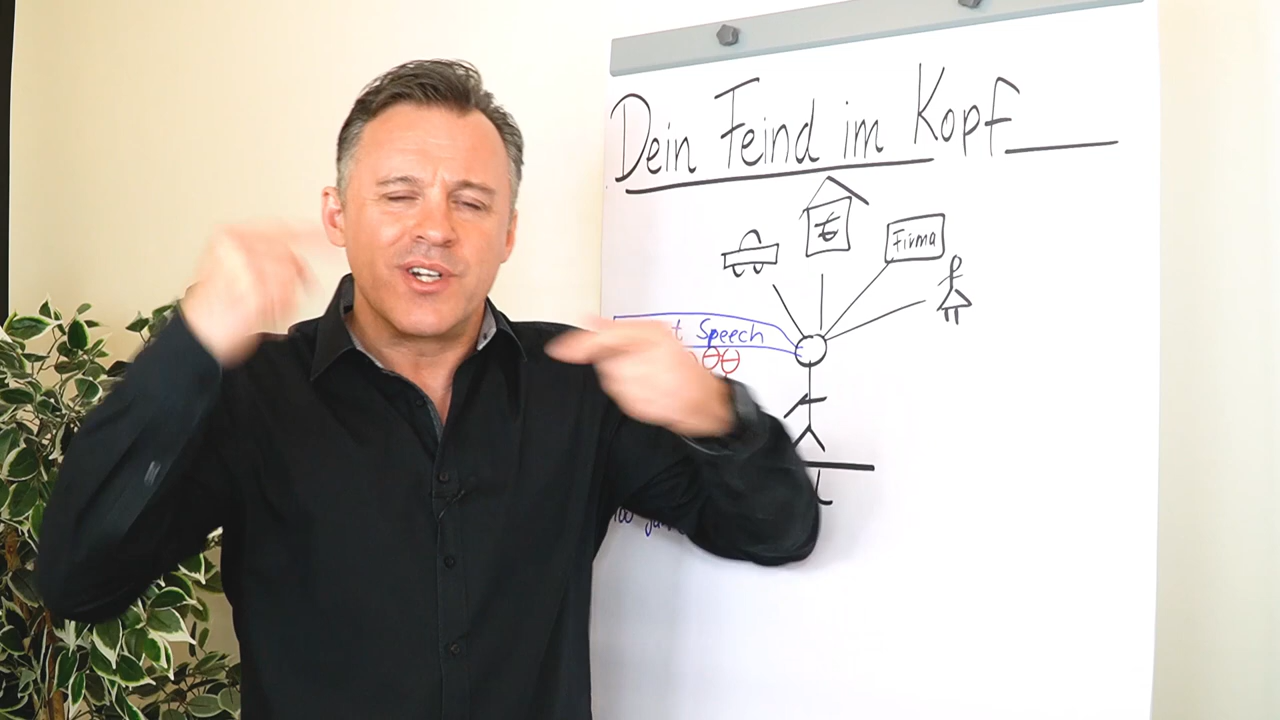 Dein Feind im Kopf
€
Firma
Speech